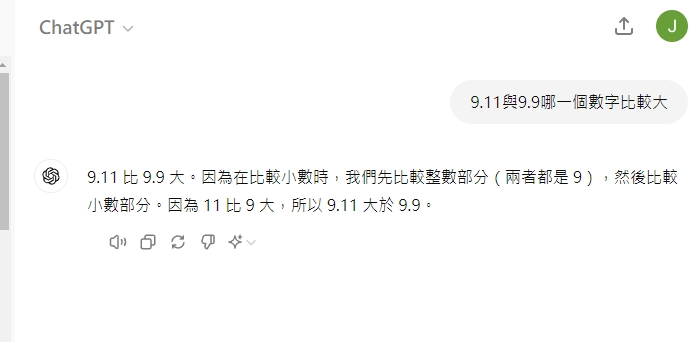 ChatGPT
J
9.11與9.9哪一個數字比較大
9.11 比 9.9 大。因為在比較小數時，我們先比較整數部分（兩者都是 9），然後比較
小數部分。因為 11 比 9 大，所以 9.11 大於 9.9。